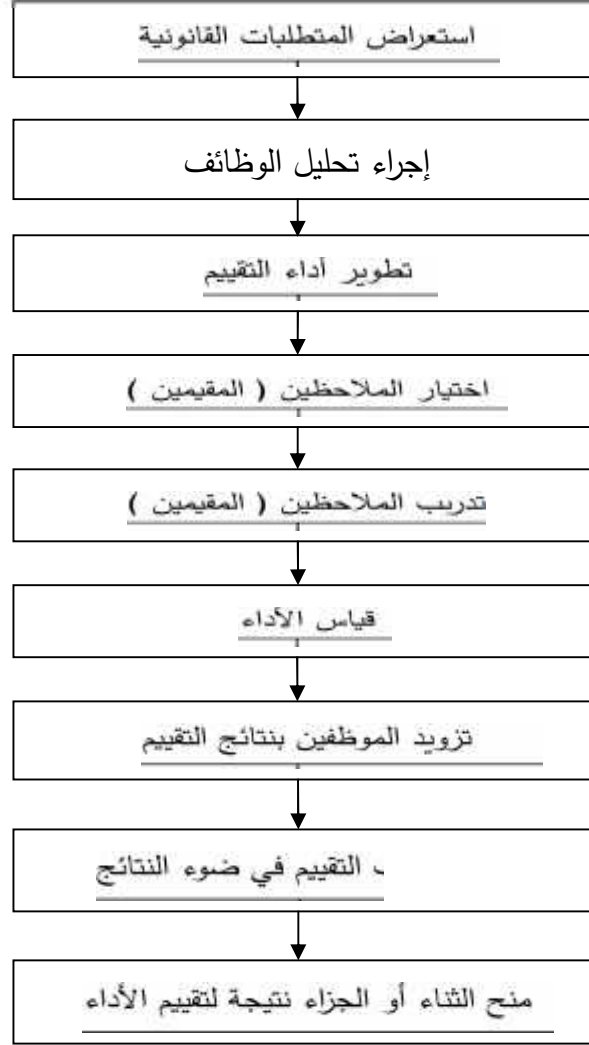 استعراض المتطلبات القانونية
إجراء تحليل الوظائف
تطوير أداء التقييم
اختيار الملاحظين ( المقيمين )
تدريب الملاحظين ( المقيمين )
قياس الآداء
تزويد الموظفين بنتائج التقييم
التقييم في ضوء النتائج
منح الثناء أو الجزاء نتيجة لتقييم الأداء